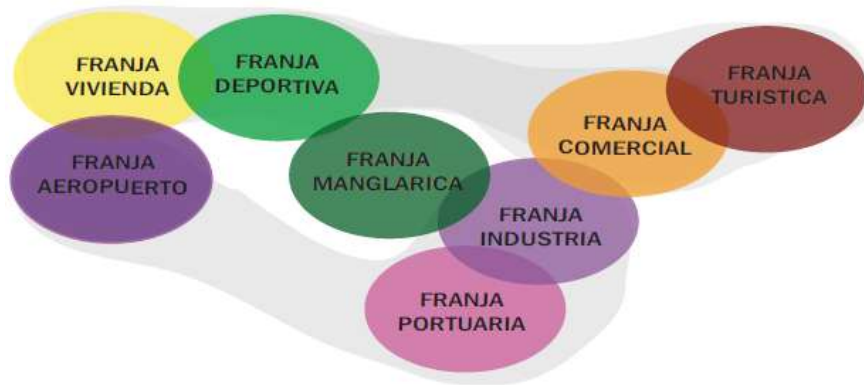 FRANJA
VIVIENDA
FRANJA
DEPORTIVA
FRANJA
TURISTICA
FRANJA
COMERCIAL
FRANJA
AEROPUERTO
FRANJA
MANGLARICA
FRANJA
INDUSTRIA
FRANJA
PORTUARIA